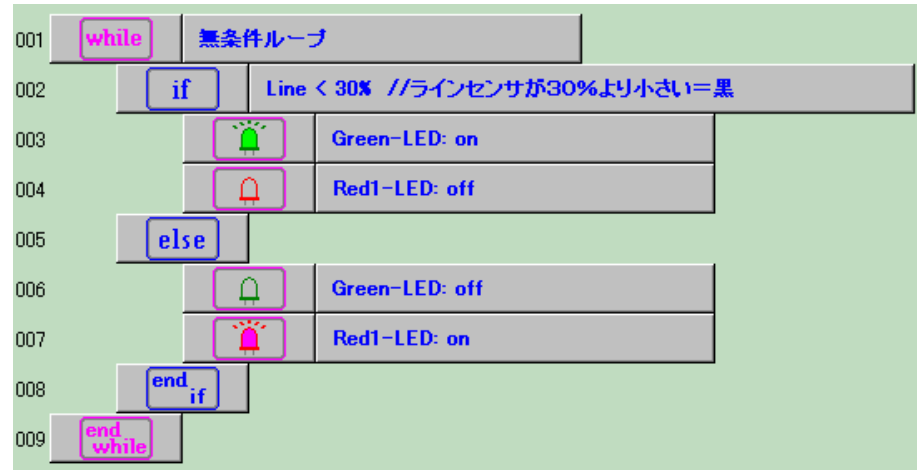 001 while 無条件ループ
002 if Line < 30% //ラインセンサが30%より小さい=黒
003 Green-LED: on
004 Red1-LED: off
005 else
006 Green-LED: off
007 Red1-LED: on
008 end if
009 end while